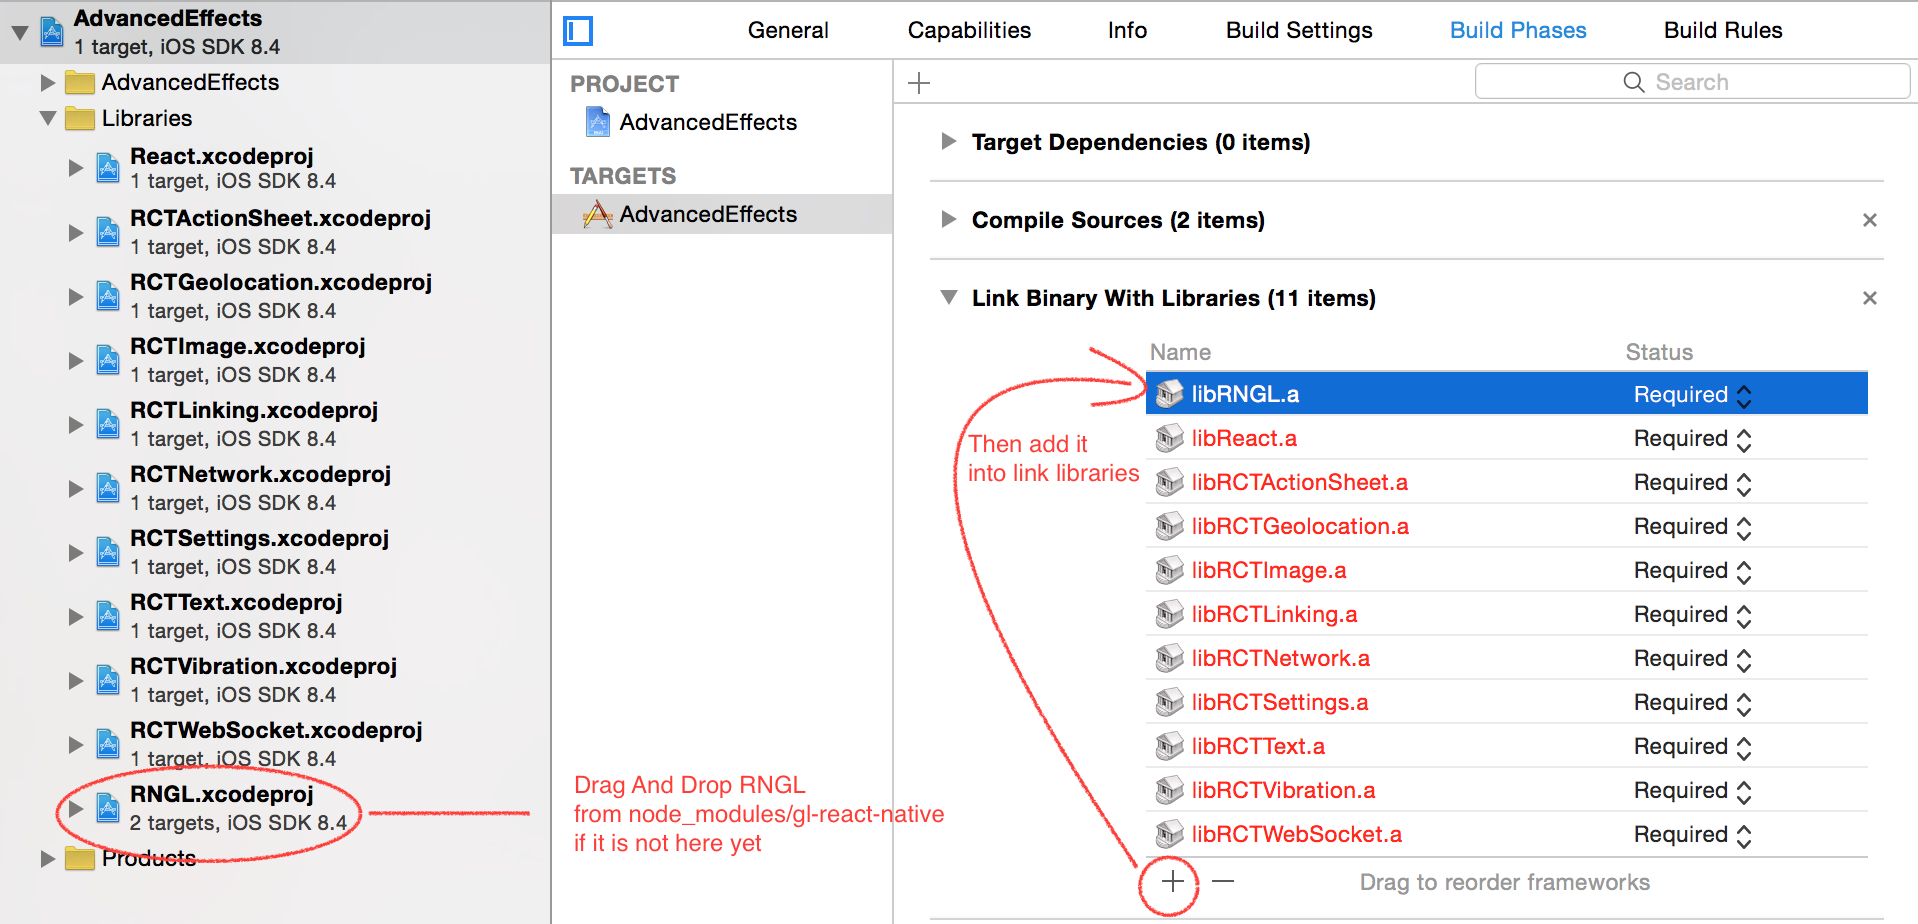 AdvancedEffects
1 target, iOS SDK 8.4
AdvancedEffects
Libraries
React.xcodeproj
1 target, iOS SDK 8.4
RCTActionSheet.xcodeproj
1 target, iOS SDK 8.4
RCTGeolocation.xcodeproj
1 target, iOS SDK 8.4
RCTImage.xcodeproj
1 target, iOS SDK 8.4
RCTLinking.xcodeproj
1 target, iOS SDK 8.4
RCTNetwork.xcodeproj
1 target, iOS SDK 8.4
RCTSettings.xcodeproj
1 target, iOS SDK 8.4
RCTText.xcodeproj
1 target, iOS SDK 8.4
RCTVibration.xcodeproj
1 target, iOS SDK 8.4
RCTWebSocket.xcodeproj
1 target, iOS SDK 8.4
RNGL.xcodeproj
2 targets, iOS SDK 8.4
Products
General Capabilities Info Build Settings Build Phases Build Rules
PROJECT
AdvancedEffects
TARGETS
AdvancedEffects
Search
Target Dependencies (0 items)
Compile Sources (2 items)
Link Binary With Libraries (11 items)
Name Status
libRNGL.a Required
libReact.a Required
libRCTActionSheet.a Required
libRCTGeolocation.a Required
libRCTImage.a Required
libRCTLinking.a Required
libRCTNetwork.a Required
libRCTSettings.a Required
libRCTText.a Required
libRCTVibration.a Required
libRCTWebSocket.a Required
Drag to reorder frameworks
Then add it
into link libraries
Drag And Drop RNGL
from node_modules/gl-react-native
if it is not here yet